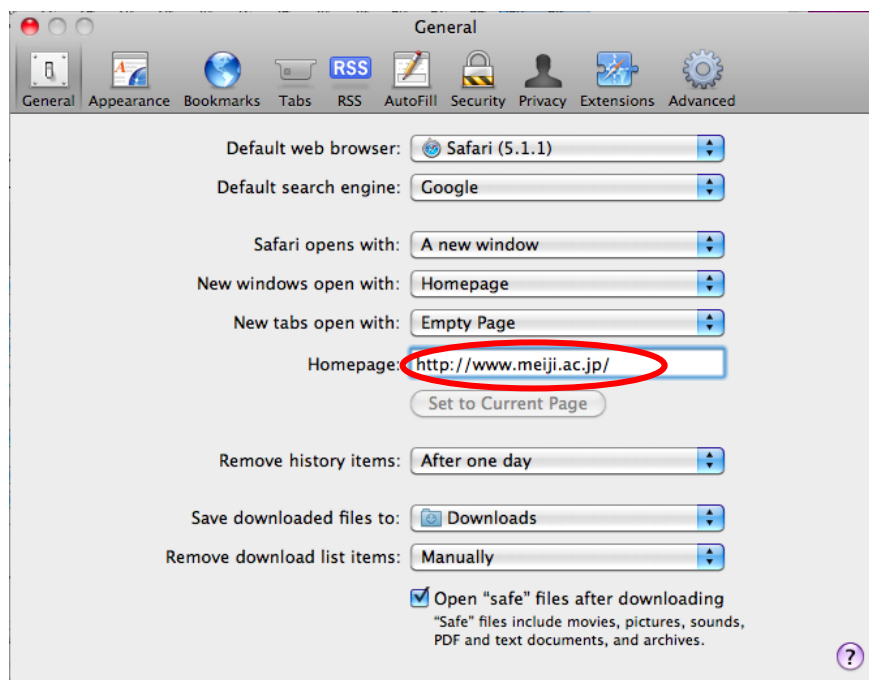 General
General Appearance Bookmarks Tabs RSS AutoFill Security Privacy Extensions Advanced
Default web browser: Safari (5.1.1)
Default search engine: Google
Safari opens with: A new window
New windows open with: Homepage
New tabs open with: Empty Page
Homepage: http://www.meiji.ac.jp/
Set to Current Page
Remove history items: After one day
Save downloaded files to: Downloads
Remove download list items: Manually
Open “safe” files after downloading
“Safe” files include movies, pictures, sounds,
PDF and text documents, and archives.
?